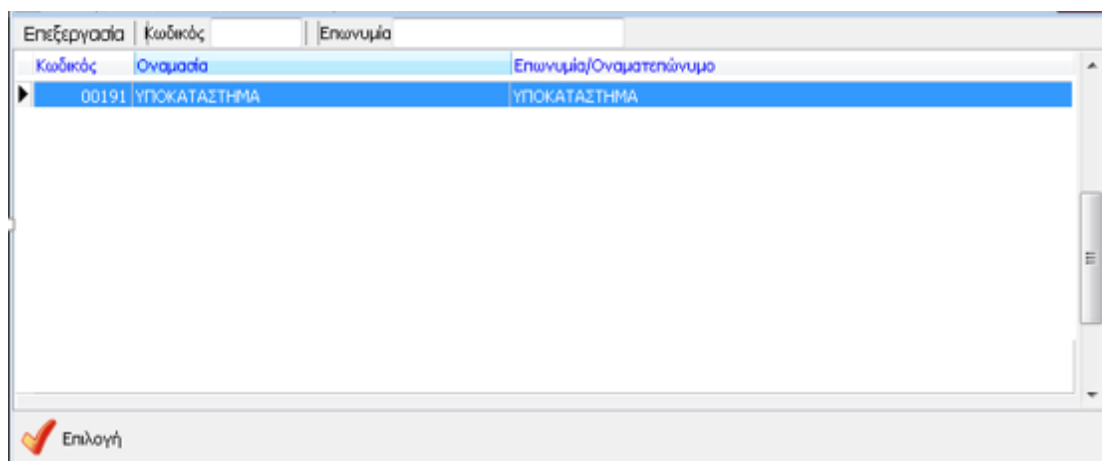 Επεξεργασία Κωδικός Επωνυμία
Κωδικός Ονομασία Επωνυμία/Ονοματεπώνυμο
00191 ΥΠΟΚΑΤΑΣΤΗΜΑ ΥΠΟΚΑΤΑΣΤΗΜΑ
Επιλογή